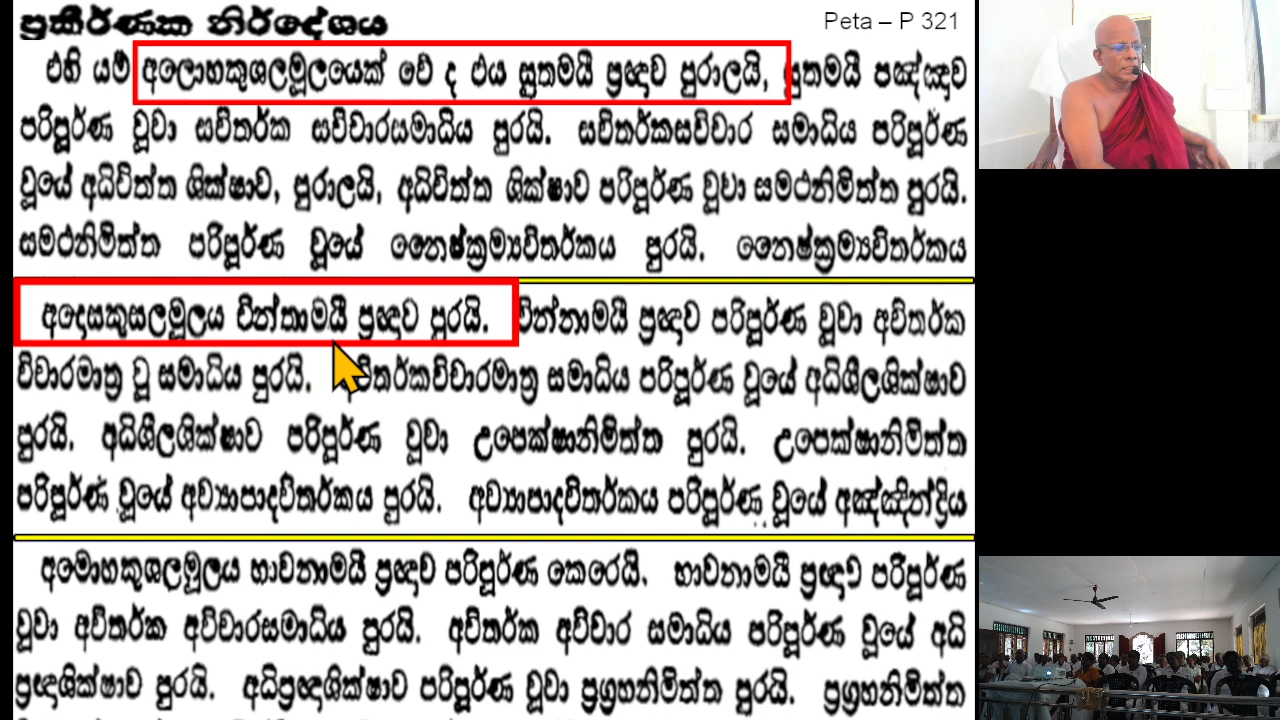 ප්‍රකීර්ණක නිර්දේශය
Peta – P 321
එහි යම් අලොභකුශලමූලයෙක් වේ ද එය සුතමයී ප්‍රඥාව පුරාලයි, සුතමයී පඤ්ඤාව
පරිපූර්ණ වූවා සවිතර්ක සවිචාරසමාධිය පුරයි. සවිතර්කසවිචාර සමාධිය පරිපූර්ණ
වූයේ අධිචිත්ත ශික්ෂාව, පුරාලයි, අධිචිත්ත ශික්ෂාව පරිපූර්ණ වූවා සමථනිමිත්ත පුරයි.
සමථනිමිත්ත පරිපූර්ණ වූයේ නෛෂ්ක්‍රම්‍යවිතර්කය පුරයි. නෛෂ්ක්‍රම්‍යවිතර්කය
අදොසකුසලමූලය චින්තාමයී ප්‍රඥාව පුරයි. චින්තාමයී ප්‍රඥාව පරිපූර්ණ වූවා අවිතර්ක
විචාරමාත්‍ර වූ සමාධිය පුරයි. අවිතර්කවිචාරමාත්‍ර සමාධිය පරිපූර්ණ වූයේ අධිශීලශික්ෂාව
පුරයි. අධිශීලශික්ෂාව පරිපූර්ණ වූවා උපෙක්ෂානිමිත්ත පුරයි. උපෙක්ෂානිමිත්ත
පරිපූර්ණ වූයේ අව්‍යාපාදවිතර්කය පුරයි. අව්‍යාපාදවිතර්කය පරිපූර්ණ වූයේ අඤ්ඤින්ද්‍රිය
අමොහකුශලමූලය භාවනාමයී ප්‍රඥාව පරිපූර්ණ කෙරෙයි. භාවනාමයී ප්‍රඥාව පරිපූර්ණ
වූවා අවිතර්ක අවිචාරසමාධිය පුරයි. අවිතර්ක අවිචාර සමාධිය පරිපූර්ණ වූයේ අධි
ප්‍රඥාශික්ෂාව පුරයි. අධිප්‍රඥාශික්ෂාව පරිපූර්ණ වූවා ප්‍රග්‍රහනිමිත්ත පුරයි. ප්‍රග්‍රහනිමිත්ත